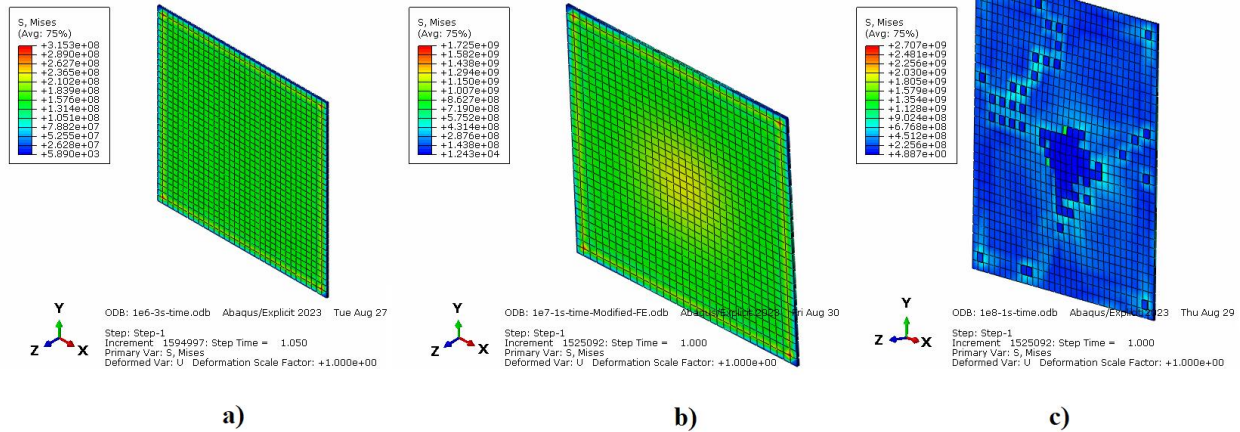 S, Mises
(Avg: 75%)
+3.153e+08
+2.890e+08
+2.627e+08
+2.365e+08
+2.102e+08
+1.839e+08
+1.576e+08
+1.314e+08
+1.051e+08
+7.882e+07
+5.255e+07
+2.628e+07
+5.890e+03
Y
Z
X
ODB: 1e6-3s-time.odb Abaqus/Explicit 2023 Tue Aug 27
Step: Step-1
Increment 1594997: Step Time = 1.050
Primary Var: S, Mises
Deformed Var: U Deformation Scale Factor: +1.000e+00
a)
S, Mises
(Avg: 75%)
+1.725e+09
+1.582e+09
+1.438e+09
+1.294e+09
+1.150e+09
+1.007e+09
+8.627e+08
+7.190e+08
+5.752e+08
+4.314e+08
+2.876e+08
+1.438e+08
+1.243e+04
Y
Z
X
ODB: 1e7-1s-time-Modified-FE.odb Abaqus/Explicit 2023 Fri Aug 30
Step: Step-1
Increment 1525092: Step Time = 1.000
Primary Var: S, Mises
Deformed Var: U Deformation Scale Factor: +1.000e+00
b)
S, Mises
(Avg: 75%)
+2.707e+09
+2.481e+09
+2.256e+09
+2.030e+09
+1.805e+09
+1.579e+09
+1.354e+09
+1.128e+09
+9.024e+08
+6.768e+08
+4.512e+08
+2.256e+08
+4.887e+00
Y
Z
X
ODB: 1e8-1s-time.odb Abaqus/Explicit 2023 Thu Aug 29
Step: Step-1
Increment 1525092: Step Time = 1.000
Primary Var: S, Mises
Deformed Var: U Deformation Scale Factor: +1.000e+00
c)